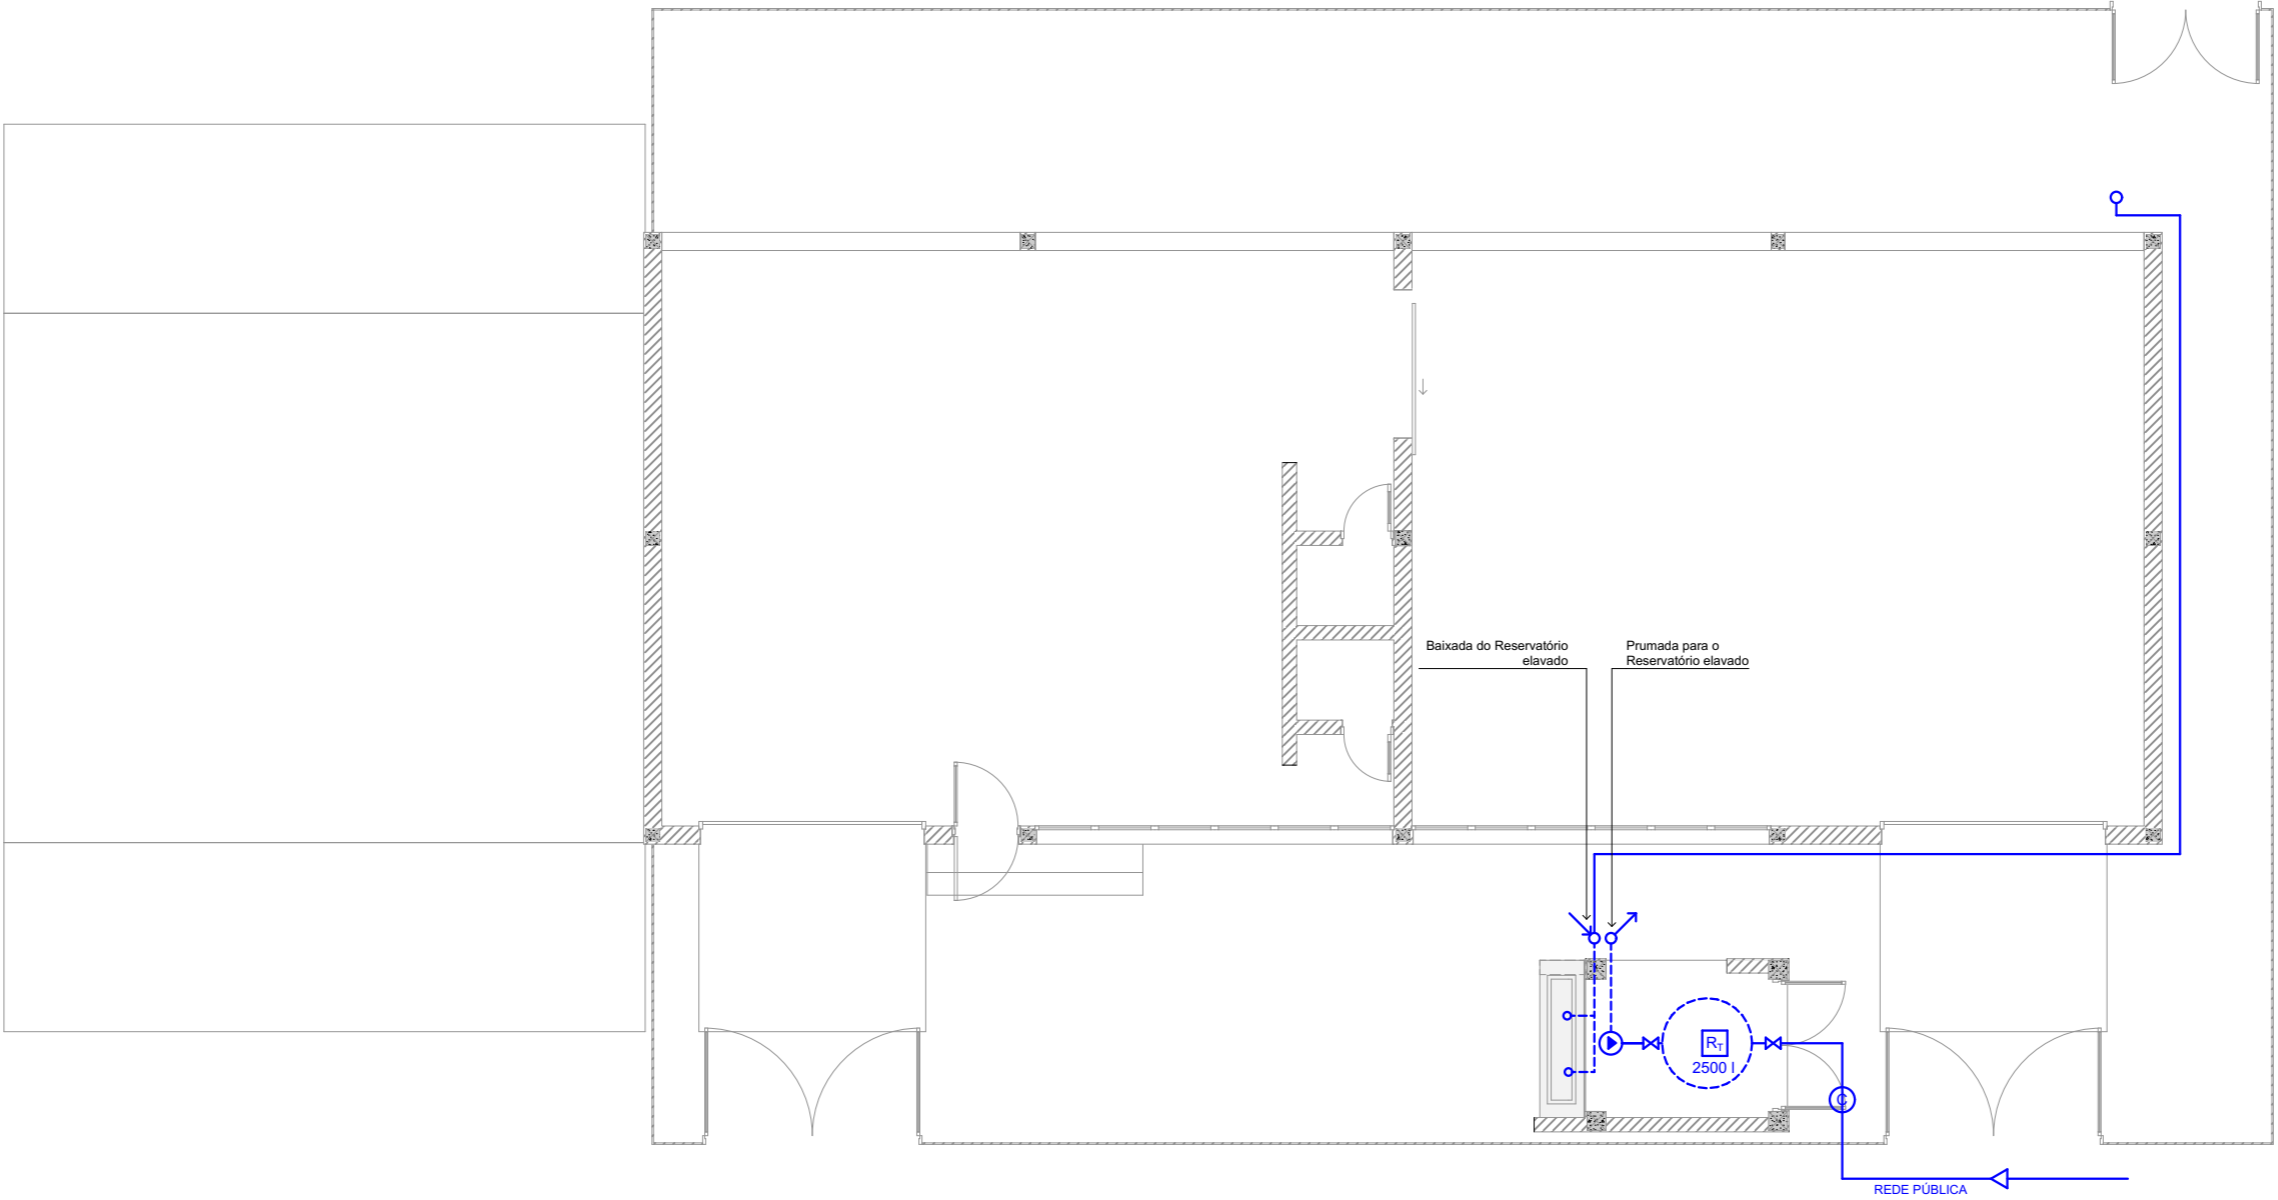 Baixada do Reservatório
elavado
Prumada para o
Reservatório elavado
RT
2500 l
C
REDE PÚBLICA